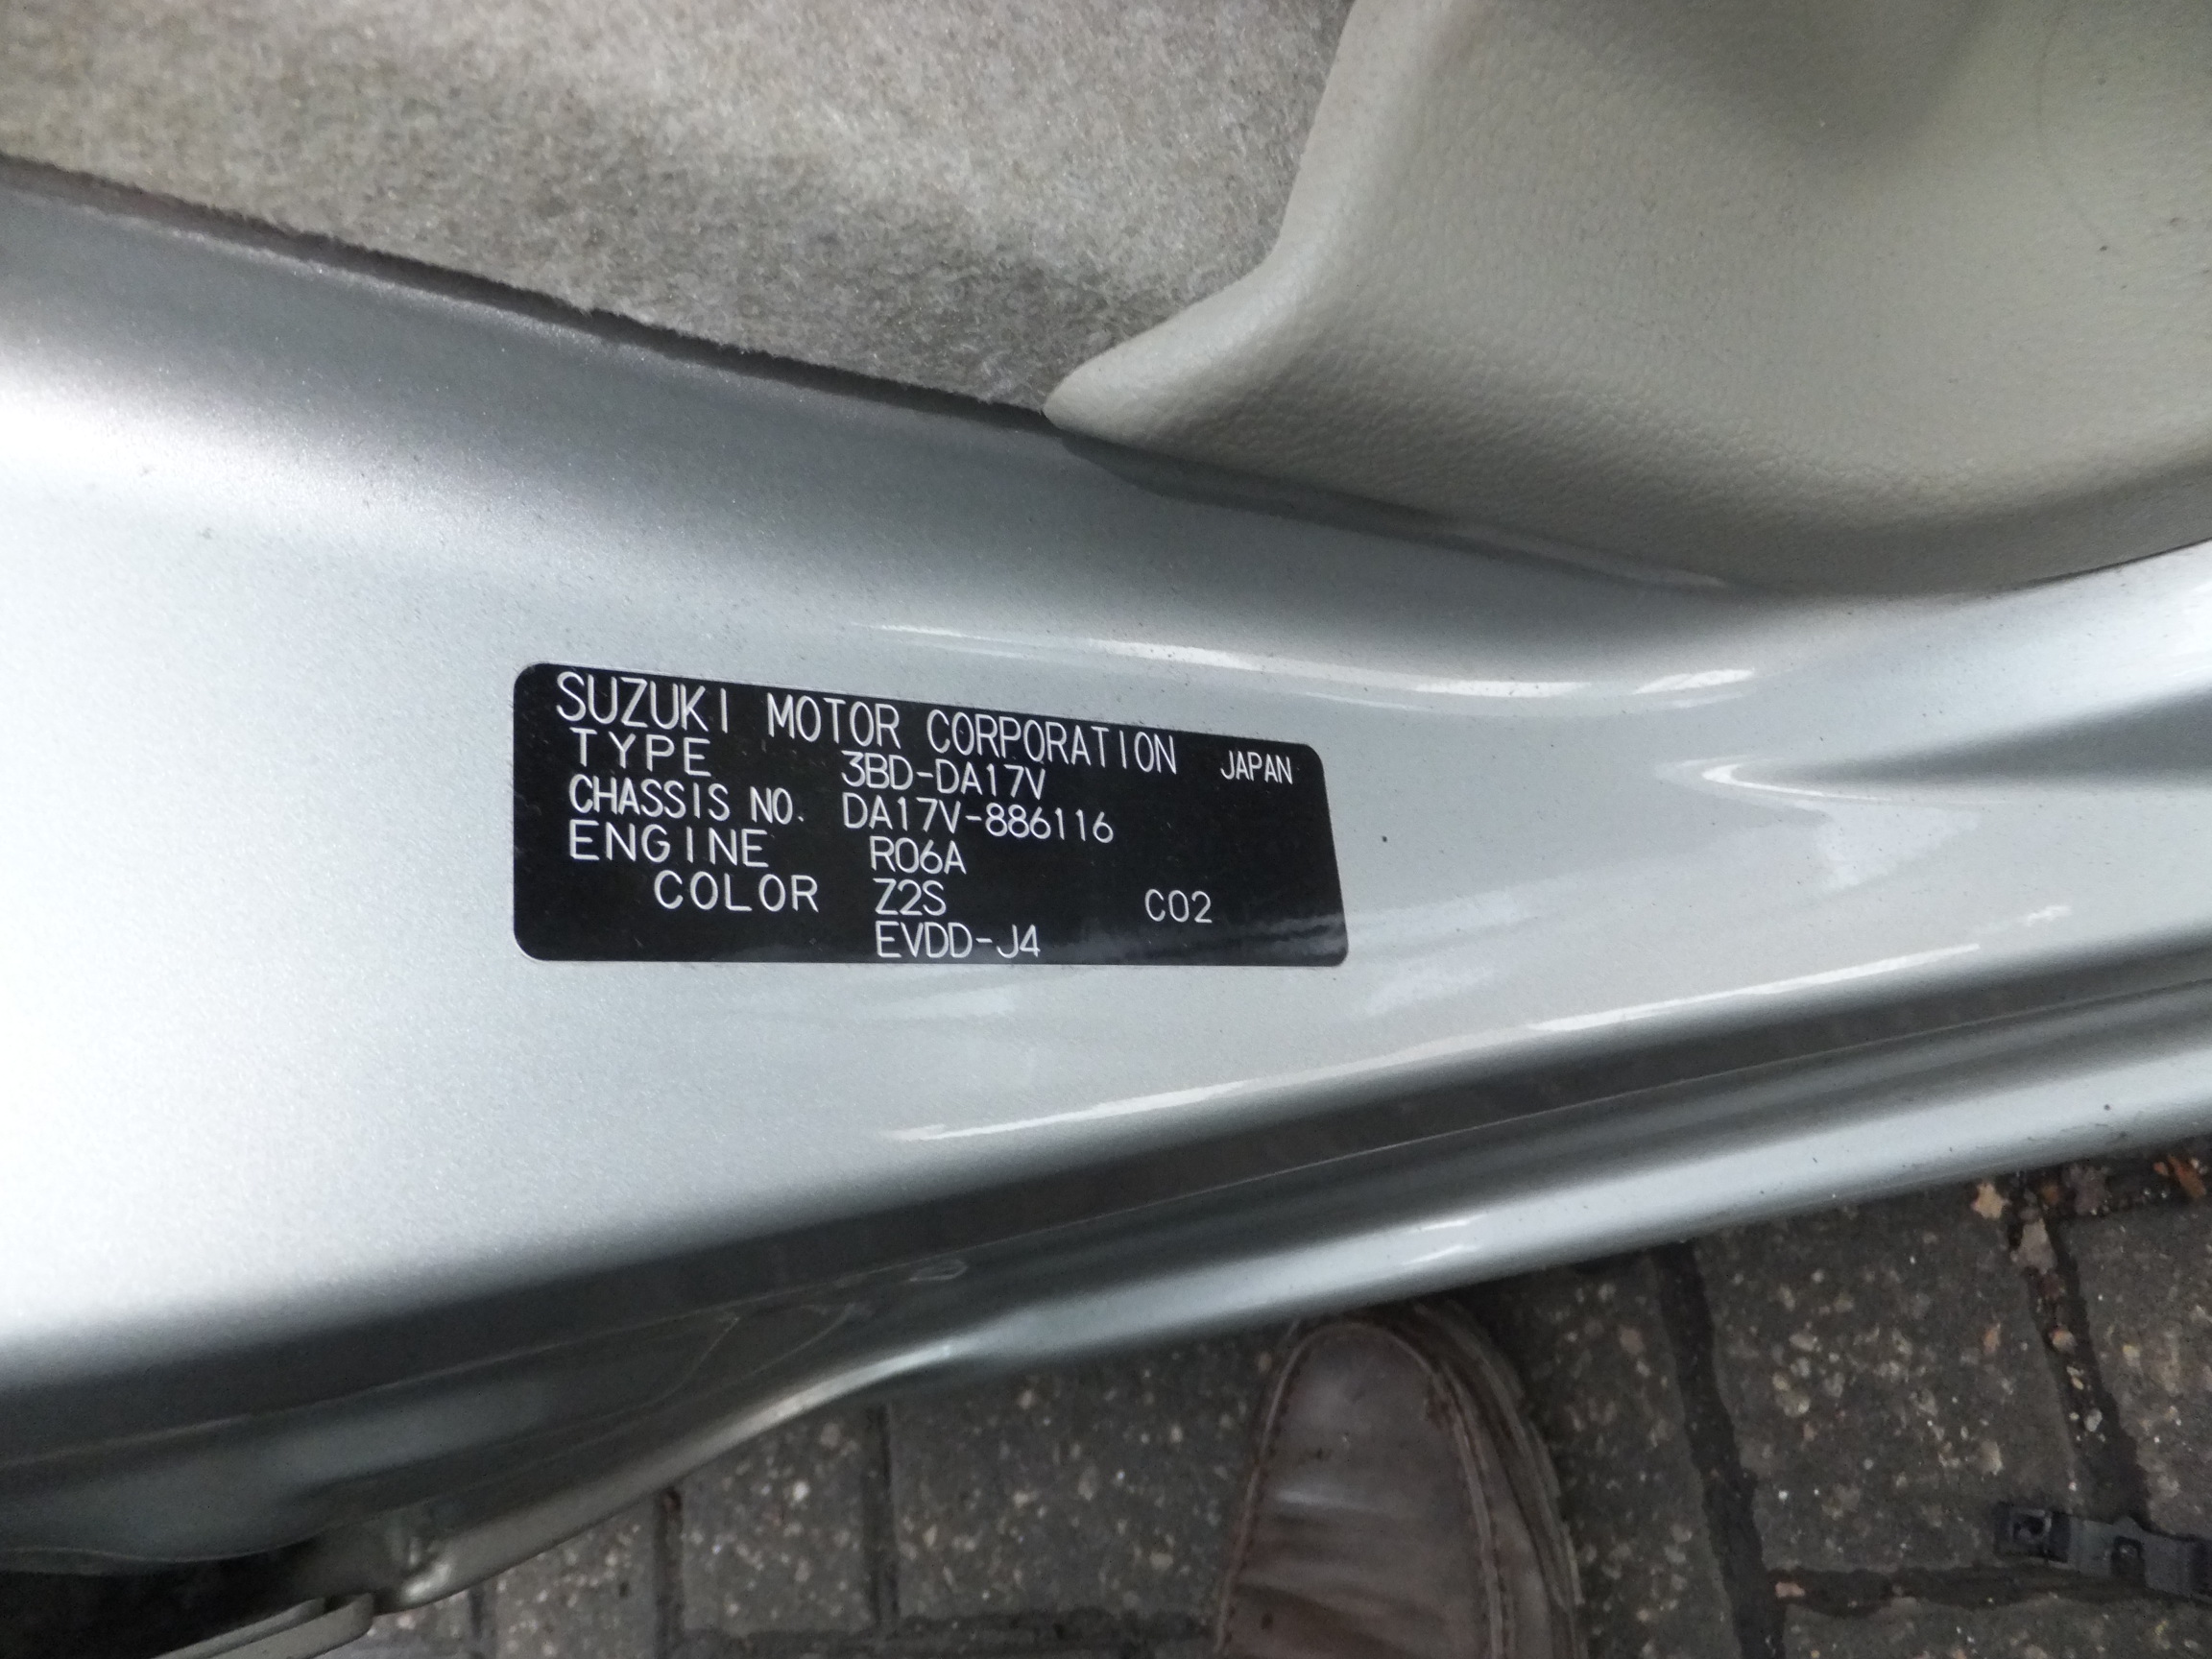 SUZUKI MOTOR CORPORATION JAPAN
TYPE 3BD-DA17V
CHASSIS NO. DA17V-886116
ENGINE R06A
COLOR Z2S C02
EVDD-J4